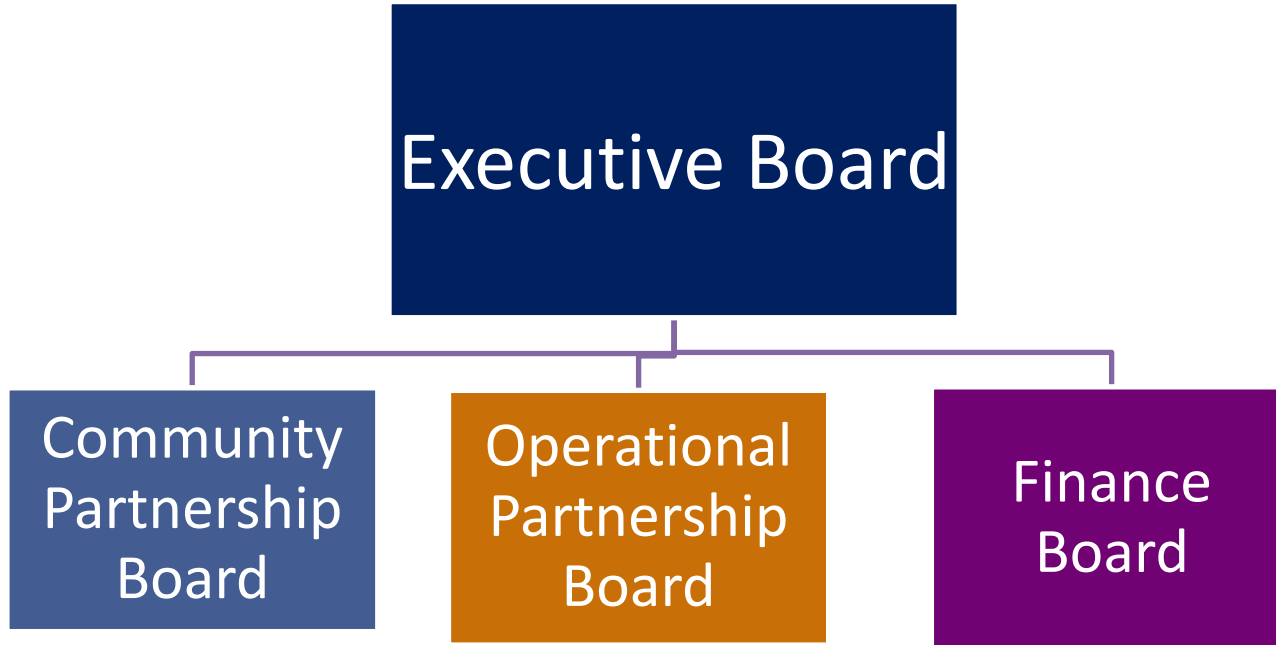 Executive Board
Community
Partnership
Board
Operational
Partnership
Board
Finance
Board